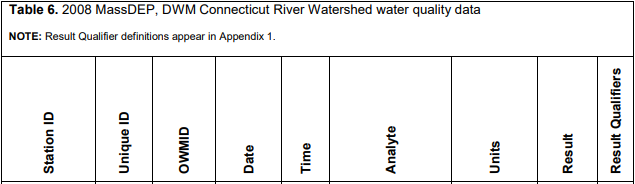 Table 6. 2008 MassDEP, DWM Connecticut River Watershed water quality data
NOTE: Result Qualifier definitions appear in Appendix 1.
Station ID
Unique ID
OWMID
Date
Time
Analyte
Units
Result
Result Qualifiers